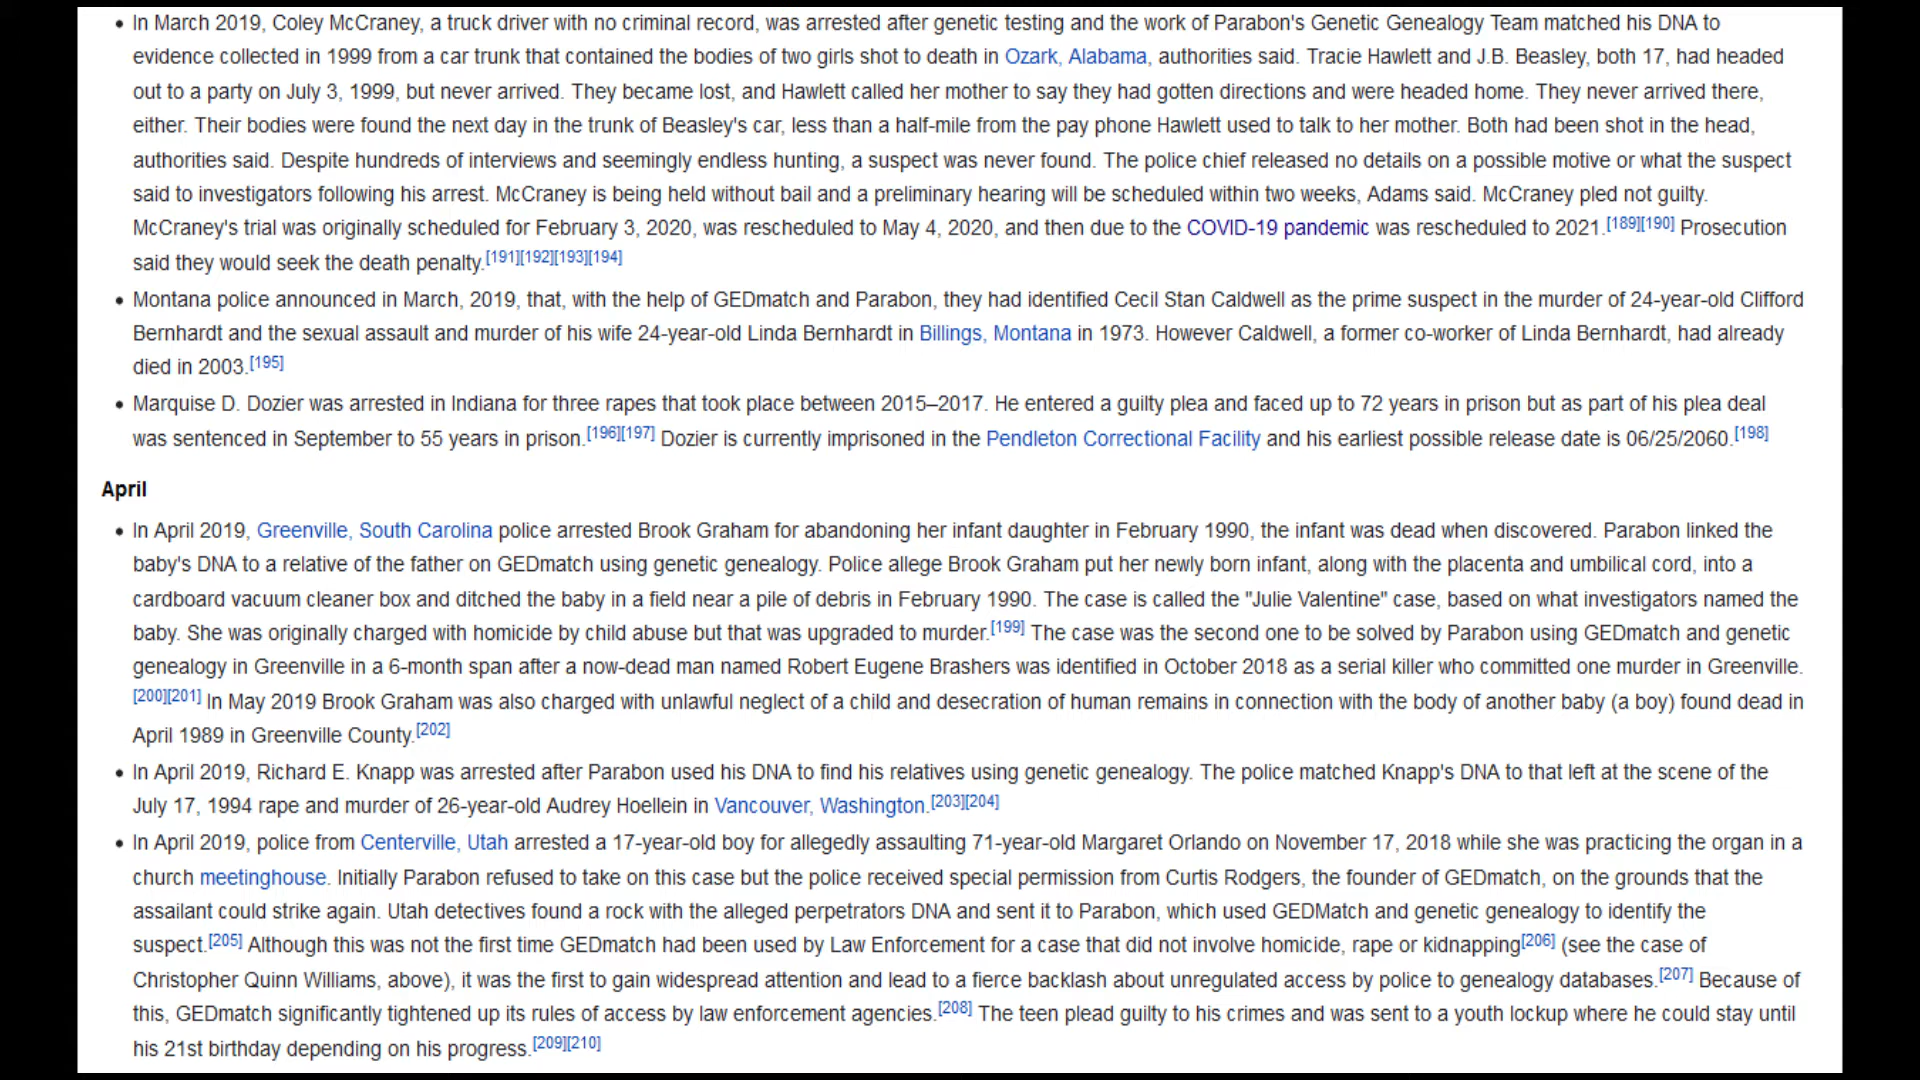 • In March 2019, Coley McCraney, a truck driver with no criminal record, was arrested after genetic testing and the work of Parabon's Genetic Genealogy Team matched his DNA to
evidence collected in 1999 from a car trunk that contained the bodies of two girls shot to death in Ozark, Alabama, authorities said. Tracie Hawlett and J.B. Beasley, both 17, had headed
out to a party on July 3, 1999, but never arrived. They became lost, and Hawlett called her mother to say they had gotten directions and were headed home. They never arrived there,
either. Their bodies were found the next day in the trunk of Beasley's car, less than a half-mile from the pay phone Hawlett used to talk to her mother. Both had been shot in the head,
authorities said. Despite hundreds of interviews and seemingly endless hunting, a suspect was never found. The police chief released no details on a possible motive or what the suspect
said to investigators following his arrest. McCraney is being held without bail and a preliminary hearing will be scheduled within two weeks, Adams said. McCraney pled not guilty.
McCraney's trial was originally scheduled for February 3, 2020, was rescheduled to May 4, 2020, and then due to the COVID-19 pandemic was rescheduled to 2021.[189][190] Prosecution
said they would seek the death penalty.[191][192][193][194]
• Montana police announced in March, 2019, that, with the help of GEDmatch and Parabon, they had identified Cecil Stan Caldwell as the prime suspect in the murder of 24-year-old Clifford
Bernhardt and the sexual assault and murder of his wife 24-year-old Linda Bernhardt in Billings, Montana in 1973. However Caldwell, a former co-worker of Linda Bernhardt, had already
died in 2003.[195]
• Marquise D. Dozier was arrested in Indiana for three rapes that took place between 2015–2017. He entered a guilty plea and faced up to 72 years in prison but as part of his plea deal
was sentenced in September to 55 years in prison.[196][197] Dozier is currently imprisoned in the Pendleton Correctional Facility and his earliest possible release date is 06/25/2060.[198]
April
• In April 2019, Greenville, South Carolina police arrested Brook Graham for abandoning her infant daughter in February 1990, the infant was dead when discovered. Parabon linked the
baby's DNA to a relative of the father on GEDmatch using genetic genealogy. Police allege Brook Graham put her newly born infant, along with the placenta and umbilical cord, into a
cardboard vacuum cleaner box and ditched the baby in a field near a pile of debris in February 1990. The case is called the "Julie Valentine" case, based on what investigators named the
baby. She was originally charged with homicide by child abuse but that was upgraded to murder.[199] The case was the second one to be solved by Parabon using GEDmatch and genetic
genealogy in Greenville in a 6-month span after a now-dead man named Robert Eugene Brashers was identified in October 2018 as a serial killer who committed one murder in Greenville.
[200][201] In May 2019 Brook Graham was also charged with unlawful neglect of a child and desecration of human remains in connection with the body of another baby (a boy) found dead in
April 1989 in Greenville County.[202]
• In April 2019, Richard E. Knapp was arrested after Parabon used his DNA to find his relatives using genetic genealogy. The police matched Knapp's DNA to that left at the scene of the
July 17, 1994 rape and murder of 26-year-old Audrey Hoellein in Vancouver, Washington.[203][204]
• In April 2019, police from Centerville, Utah arrested a 17-year-old boy for allegedly assaulting 71-year-old Margaret Orlando on November 17, 2018 while she was practicing the organ in a
church meetinghouse. Initially Parabon refused to take on this case but the police received special permission from Curtis Rodgers, the founder of GEDmatch, on the grounds that the
assailant could strike again. Utah detectives found a rock with the alleged perpetrators DNA and sent it to Parabon, which used GEDMatch and genetic genealogy to identify the
suspect.[205] Although this was not the first time GEDmatch had been used by Law Enforcement for a case that did not involve homicide, rape or kidnapping[206] (see the case of
Christopher Quinn Williams, above), it was the first to gain widespread attention and lead to a fierce backlash about unregulated access by police to genealogy databases.[207] Because of
this, GEDmatch significantly tightened up its rules of access by law enforcement agencies.[208] The teen plead guilty to his crimes and was sent to a youth lockup where he could stay until
his 21st birthday depending on his progress.[209][210]